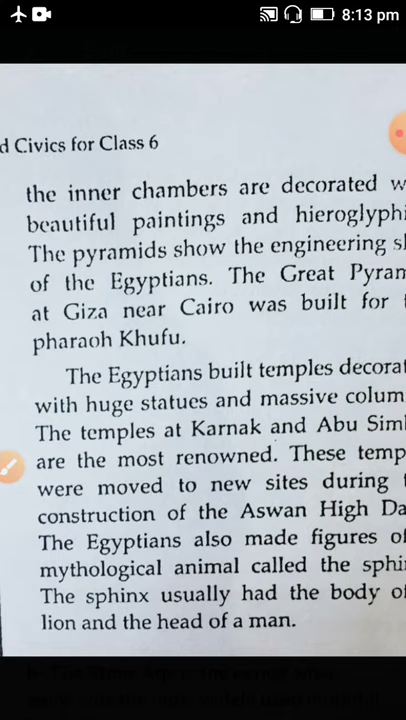 8:13 pm
d Civics for Class 6
the inner chambers are decorated
beautiful paintings and
The pyramids show the engineering
of the Egyptians. The Great
at Giza near Cairo was built for
pharaoh Khufu.
The Egyptians built temples
with huge statues and massive
The temples at Karnak and Abu
are the most renowned. These
were moved to new sites during
construction of the Aswan High
The Egyptians also made figures
mythological animal called the
The sphinx usually had the body
lion and the head of a man.